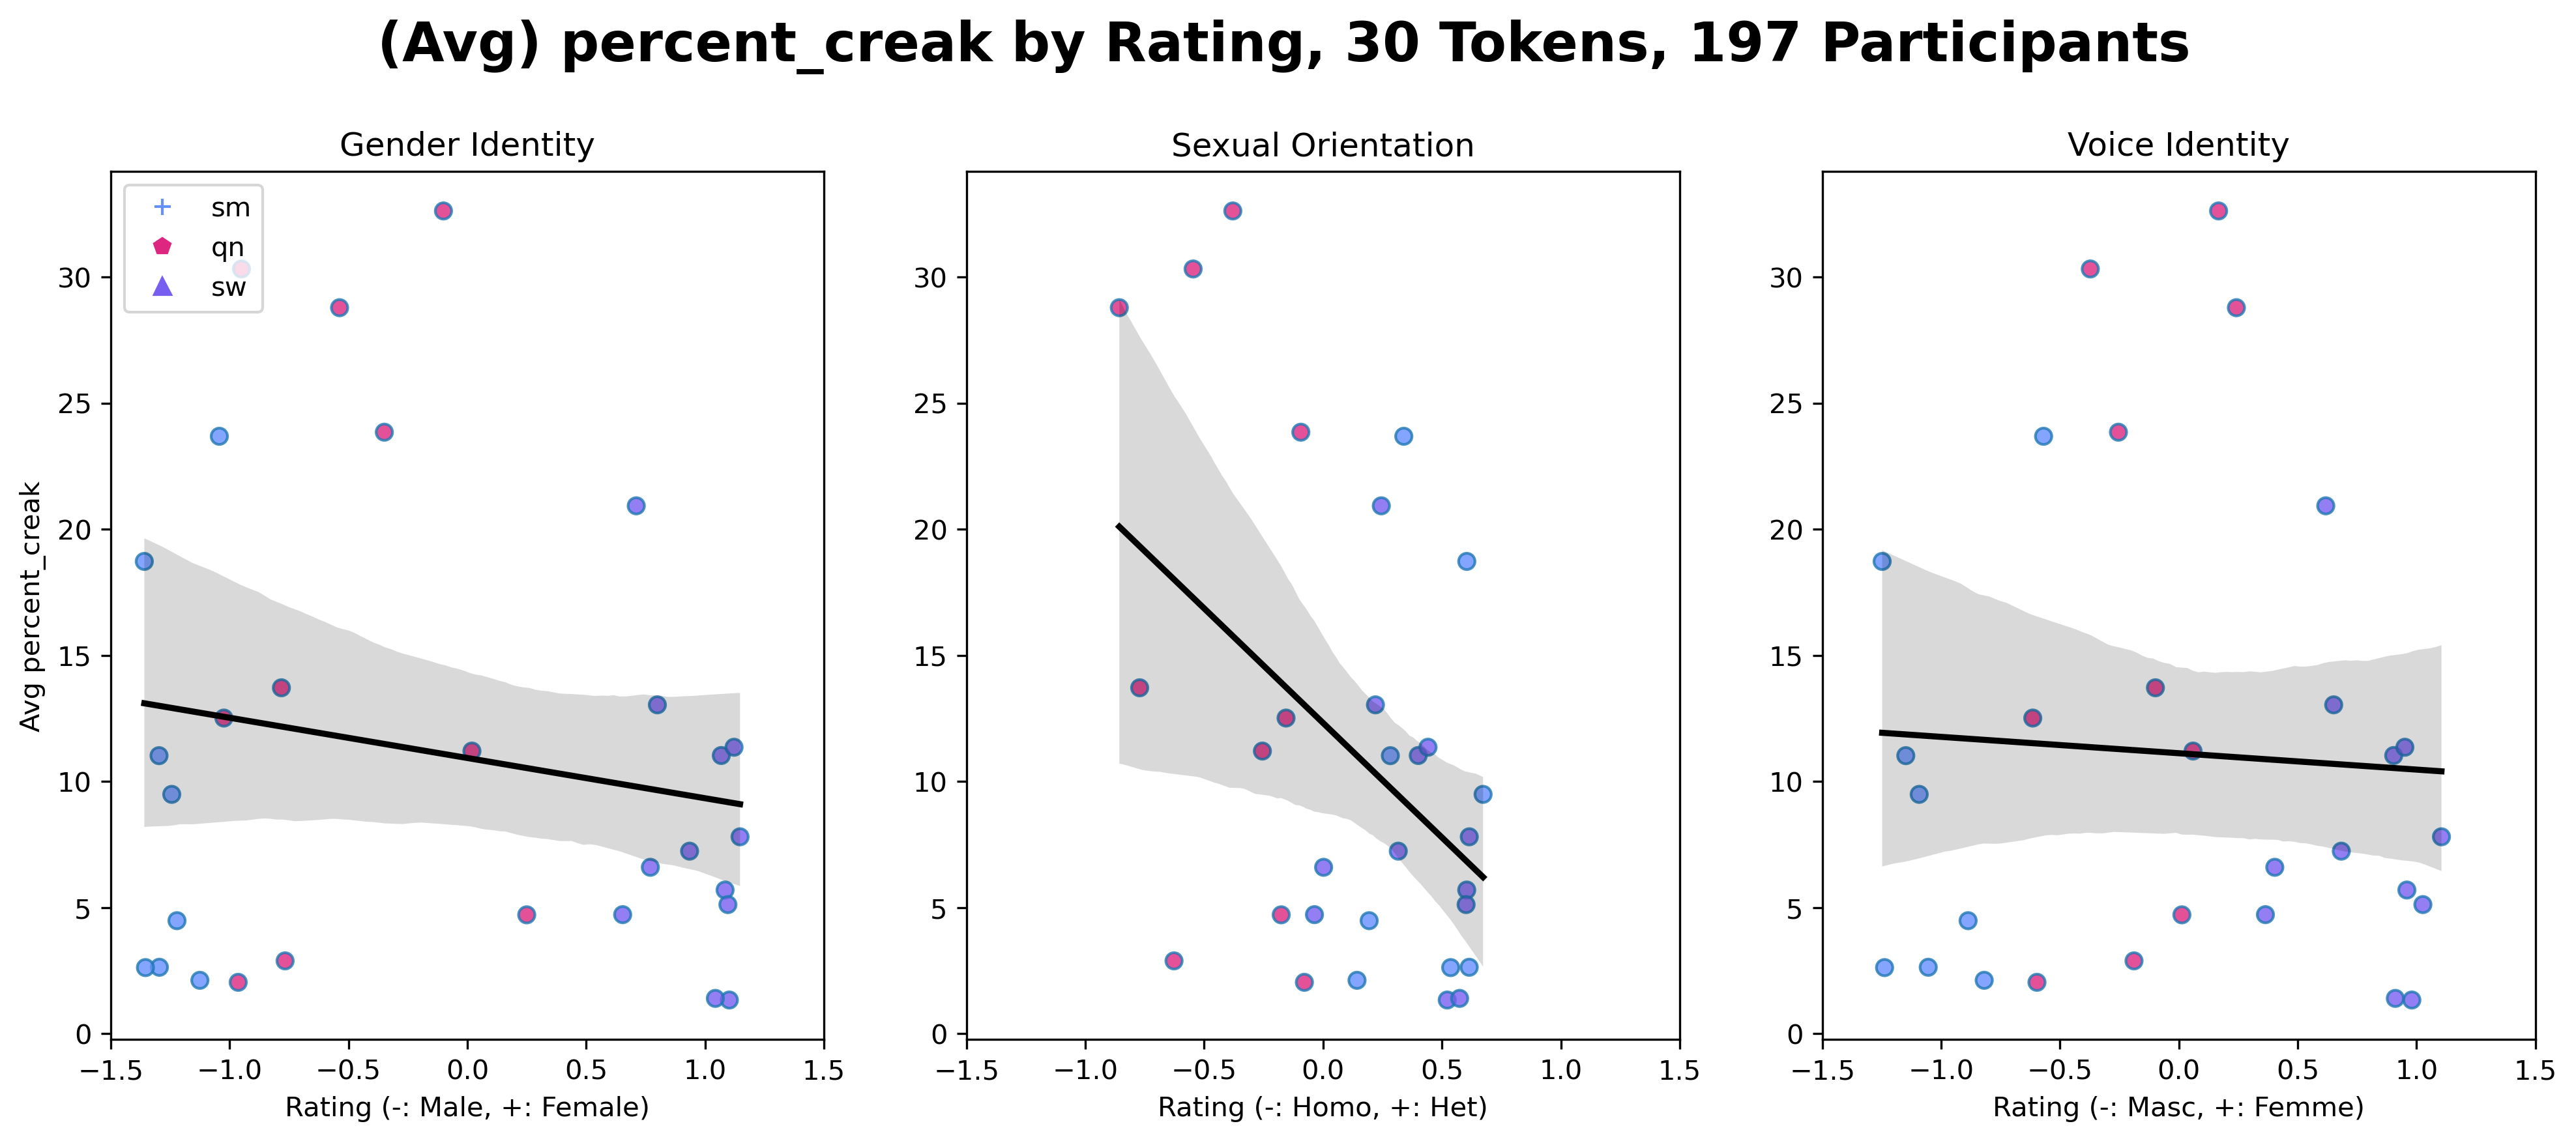 (Avg) percent_creak by Rating, 30 Tokens, 197 Participants
Gender Identity
Sexual Orientation
Voice Identity
sm
qn
sw
Avg percent_creak
30
25
20
15
10
5
0
−1.5 −1.0 −0.5 0.0 0.5 1.0 1.5
Rating (-: Male, +: Female)
30
25
20
15
10
5
0
−1.5 −1.0 −0.5 0.0 0.5 1.0 1.5
Rating (-: Homo, +: Het)
30
25
20
15
10
5
0
−1.5 −1.0 −0.5 0.0 0.5 1.0 1.5
Rating (-: Masc, +: Femme)